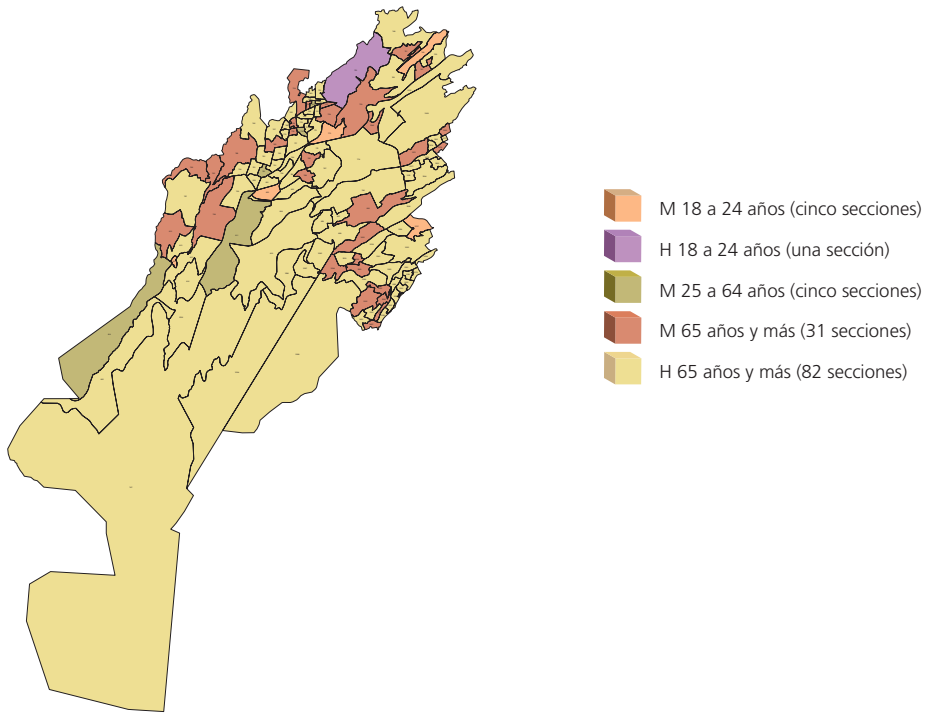 M 18 a 24 años (cinco secciones)
H 18 a 24 años (una sección)
M 25 a 64 años (cinco secciones)
M 65 años y más (31 secciones)
H 65 años y más (82 secciones)